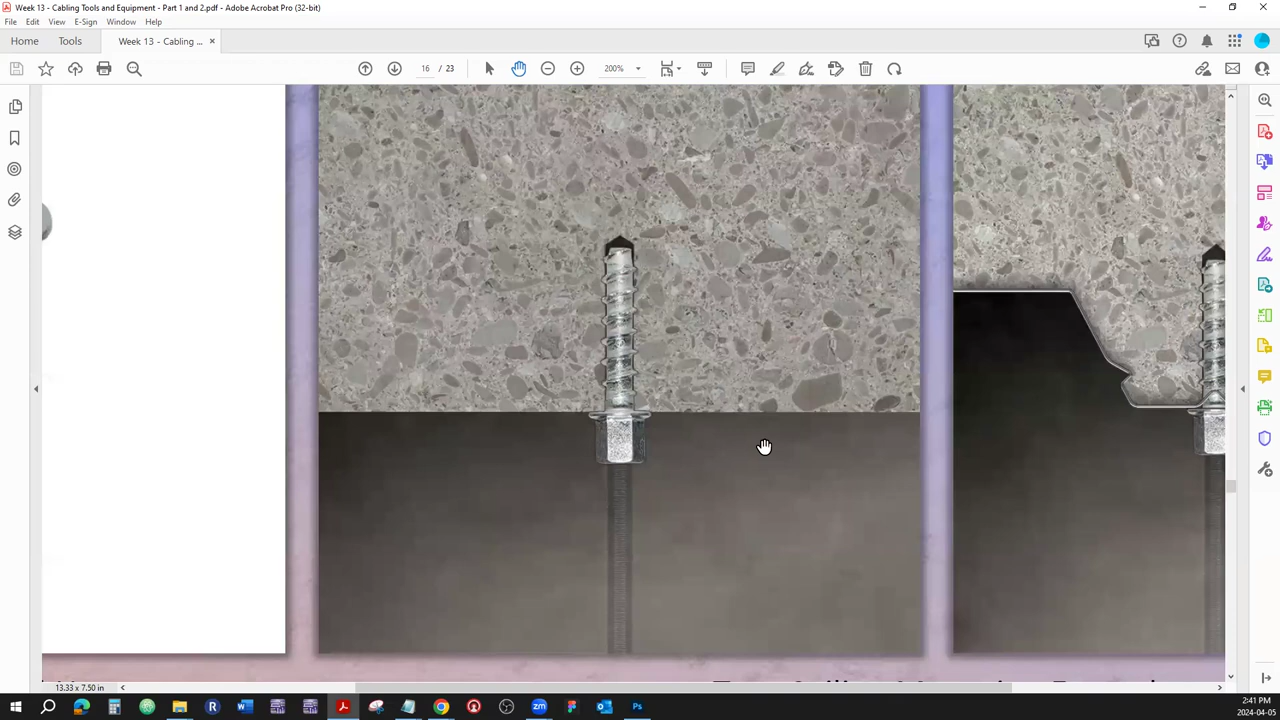 Week 13 - Cabling Tools and Equipment - Part 1 and 2.pdf - Adobe Acrobat Pro (32-bit)
File Edit View E-Sign Window Help
Home Tools Week 13 - Cabling ...
16 / 23 200%
13.33 x 7.50 in
2:41 PM
2024-04-05